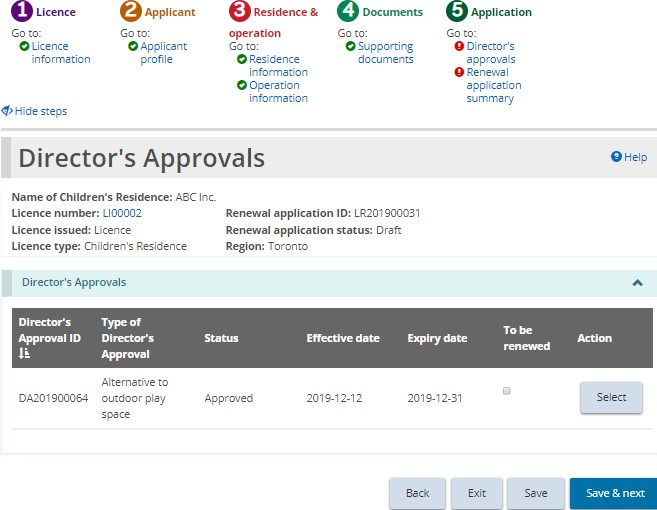 1 Licence
Go to:
Licence
information
2 Applicant
Go to:
Applicant
profile
3 Residence &
operation
Go to:
Residence
information
Operation
information
4 Documents
Go to:
Supporting
documents
5 Application
Go to:
Director's
approvals
Renewal
application
summary
Hide steps
Director's Approvals
Help
Name of Children's Residence: ABC Inc.
Licence number: LI00002 Renewal application ID: LR201900031
Licence issued: Licence Renewal application status: Draft
Licence type: Children's Residence Region: Toronto
Director's Approvals
Director's
Approval ID
Type of
Director's
Approval
Status
Effective date
Expiry date
To be
renewed
Action
DA201900064
Alternative to
outdoor play
space
Approved
2019-12-12
2019-12-31
Select
Back
Exit
Save
Save & next